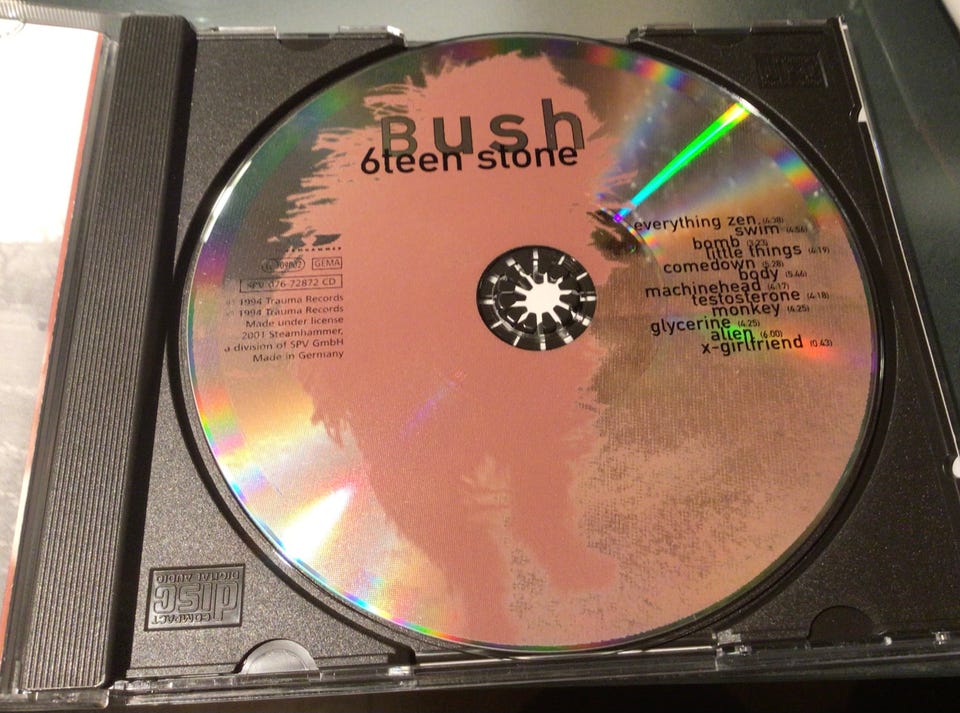 Bush
6teen stone
everything zen (4:38)
swim (4:56)
bomb (3:23)
little things (4:19)
comedown (5:28)
body (5:46)
machinehead (4:17)
testosterone (4:18)
monkey (4:25)
glycerine (4:25)
alien (6:00)
x-girlfriend (0:43)
GEMA
SPV 076-72872 CD
1994 Trauma Records
1994 Trauma Records
Made under license
2001 Steamhammer,
a division of SPV GmbH
Made in Germany
COMPACT
disc
DIGITAL AUDIO